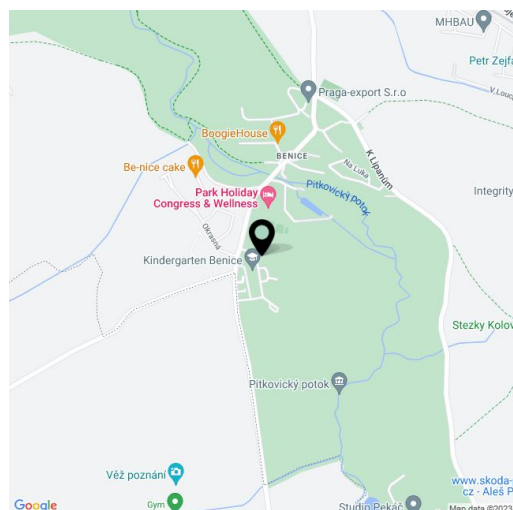 MHBAU
Petr Zejfa
Praga-export S.r.o
V Louc
BoogieHouse
BENICE
K Lipanům
Na Luka
Be-nice cake
Integrity
Pitkovický potok
Park Holiday
Congress & Wellness
Okrasná
Kindergarten Benice
Stezky Kolov
Pitkovický potok
Věž poznání
www.skoda-
cz - Aleš P
Gym
Studio Pekáč
Google
Map data ©2023